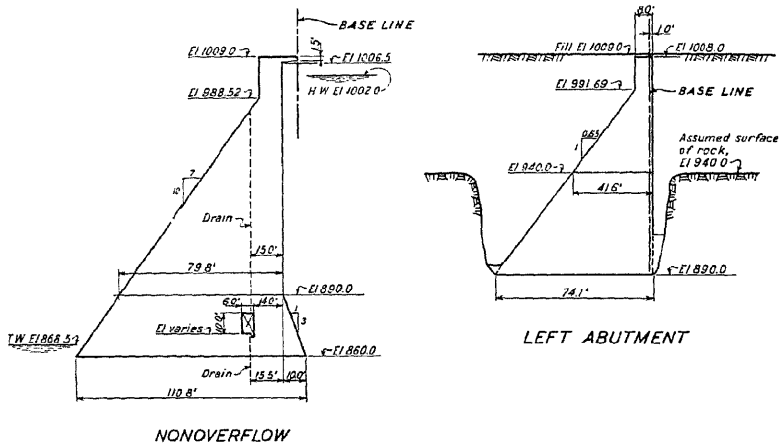 BASE LINE
El 1009.0
1.5'
El 1006.5
H W El 1002.0
El 988.52
7
10
Drain
15.0'
79.8'
El 890.0
6.0'
14.0'
10.0'
1
3
El varies
T W El 868.5
El 860.0
Drain
15.5'
10.0'
110.8'
NONOVERFLOW
8.0'
1.0'
Fill El 1009.0
El 1008.0
El 991.69
BASE LINE
0.65
1
Assumed surface
of rock,
El 940.0
El 940.0
41.6'
El 890.0
74.1'
LEFT ABUTMENT